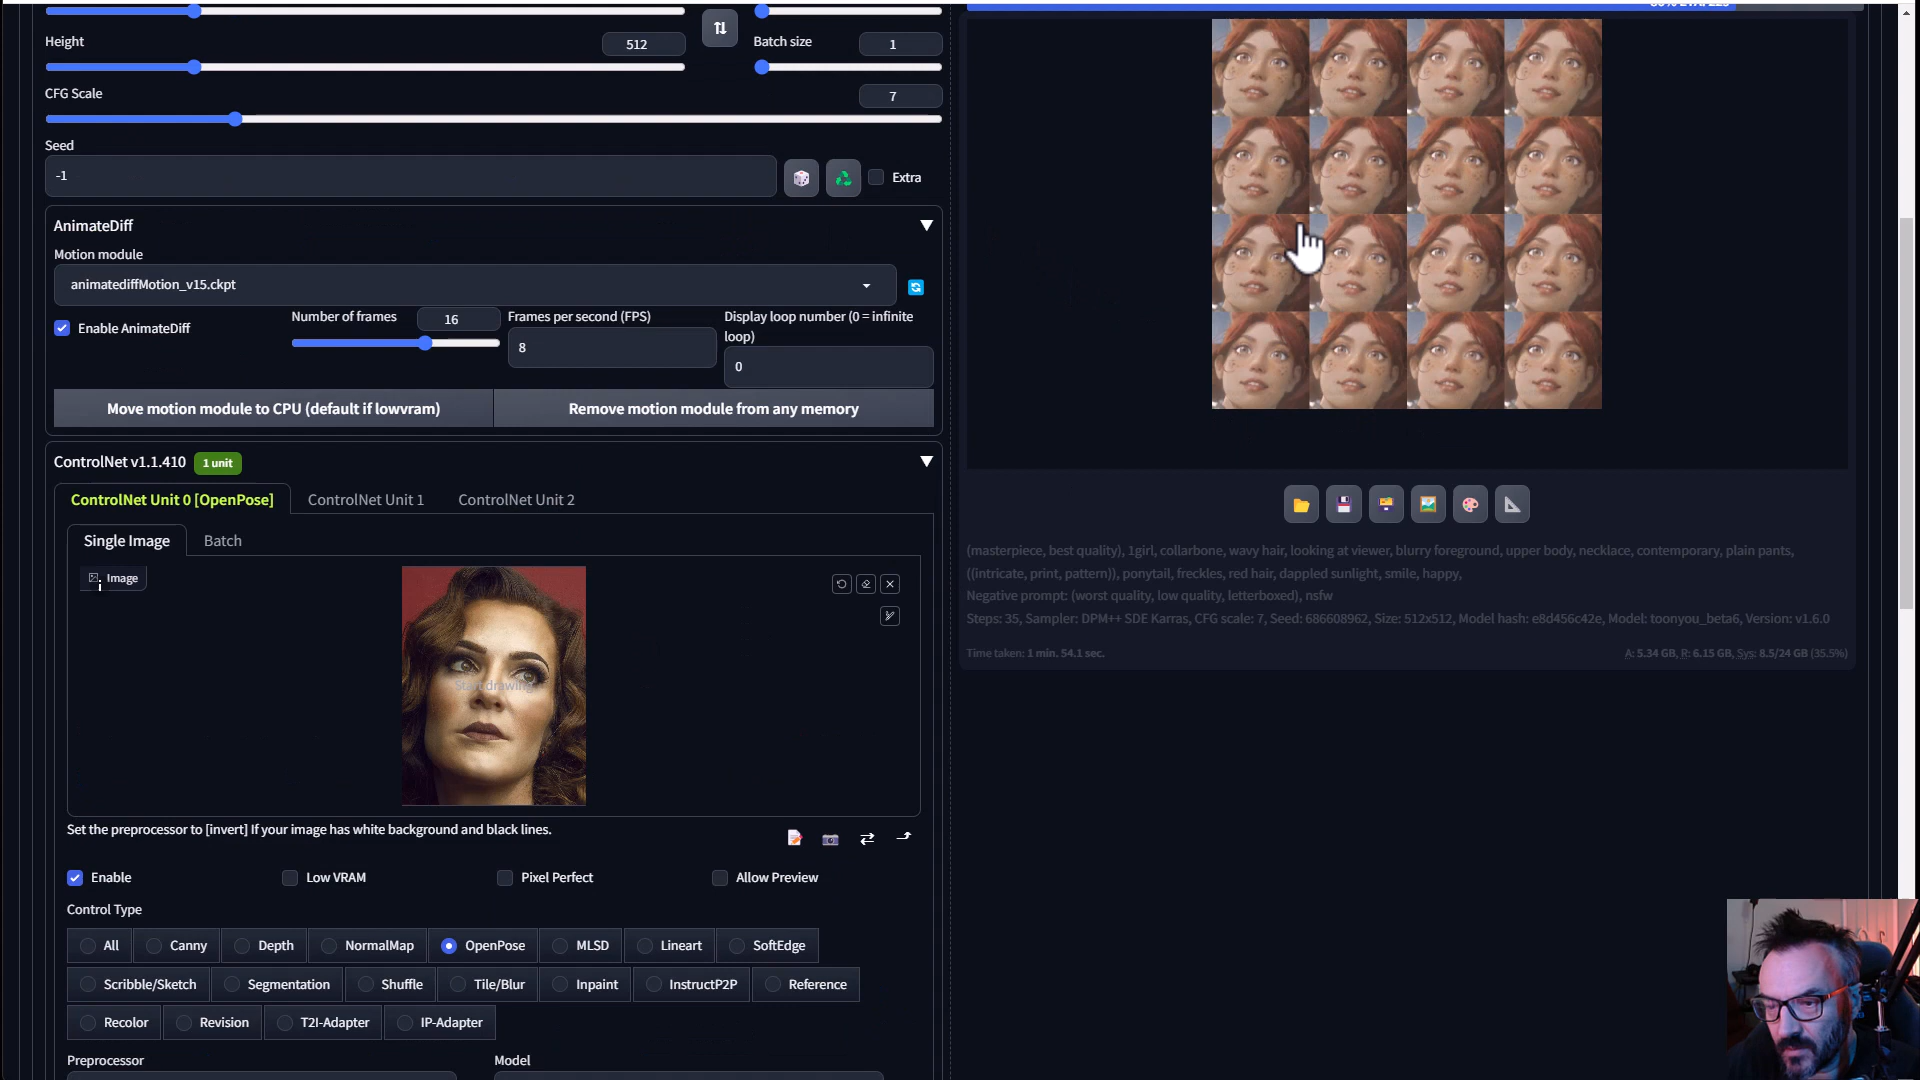 Height
512
Batch size
1
CFG Scale
7
Seed
-1
Extra
AnimateDiff
Motion module
animatediffMotion_v15.ckpt
Enable AnimateDiff
Number of frames
16
Frames per second (FPS)
8
Display loop number (0 = infinite
loop)
0
Move motion module to CPU (default if lowvram)
Remove motion module from any memory
ControlNet v1.1.410
1 unit
ControlNet Unit 0 [OpenPose]
ControlNet Unit 1
ControlNet Unit 2
Single Image
Batch
Image
Start drawing
Set the preprocessor to [invert] If your image has white background and black lines.
Enable
Low VRAM
Pixel Perfect
Allow Preview
Control Type
All
Canny
Depth
NormalMap
OpenPose
MLSD
Lineart
SoftEdge
Scribble/Sketch
Segmentation
Shuffle
Tile/Blur
Inpaint
InstructP2P
Reference
Recolor
Revision
T2I-Adapter
IP-Adapter
Preprocessor
Model
(masterpiece, best quality), 1girl, collarbone, wavy hair, looking at viewer, blurry foreground, upper body, necklace, contemporary, plain pants,
((intricate, print, pattern)), ponytail, freckles, red hair, dappled sunlight, smile, happy,
Negative prompt: (worst quality, low quality, letterboxed), nsfw
Steps: 35, Sampler: DPM++ SDE Karras, CFG scale: 7, Seed: 686608962, Size: 512x512, Model hash: e8d456c42e, Model: toonyou_beta6, Version: v1.6.0
Time taken: 1 min. 54.1 sec.
A: 5.34 GB, R: 6.15 GB, Sys: 8.5/24 GB (35.5%)